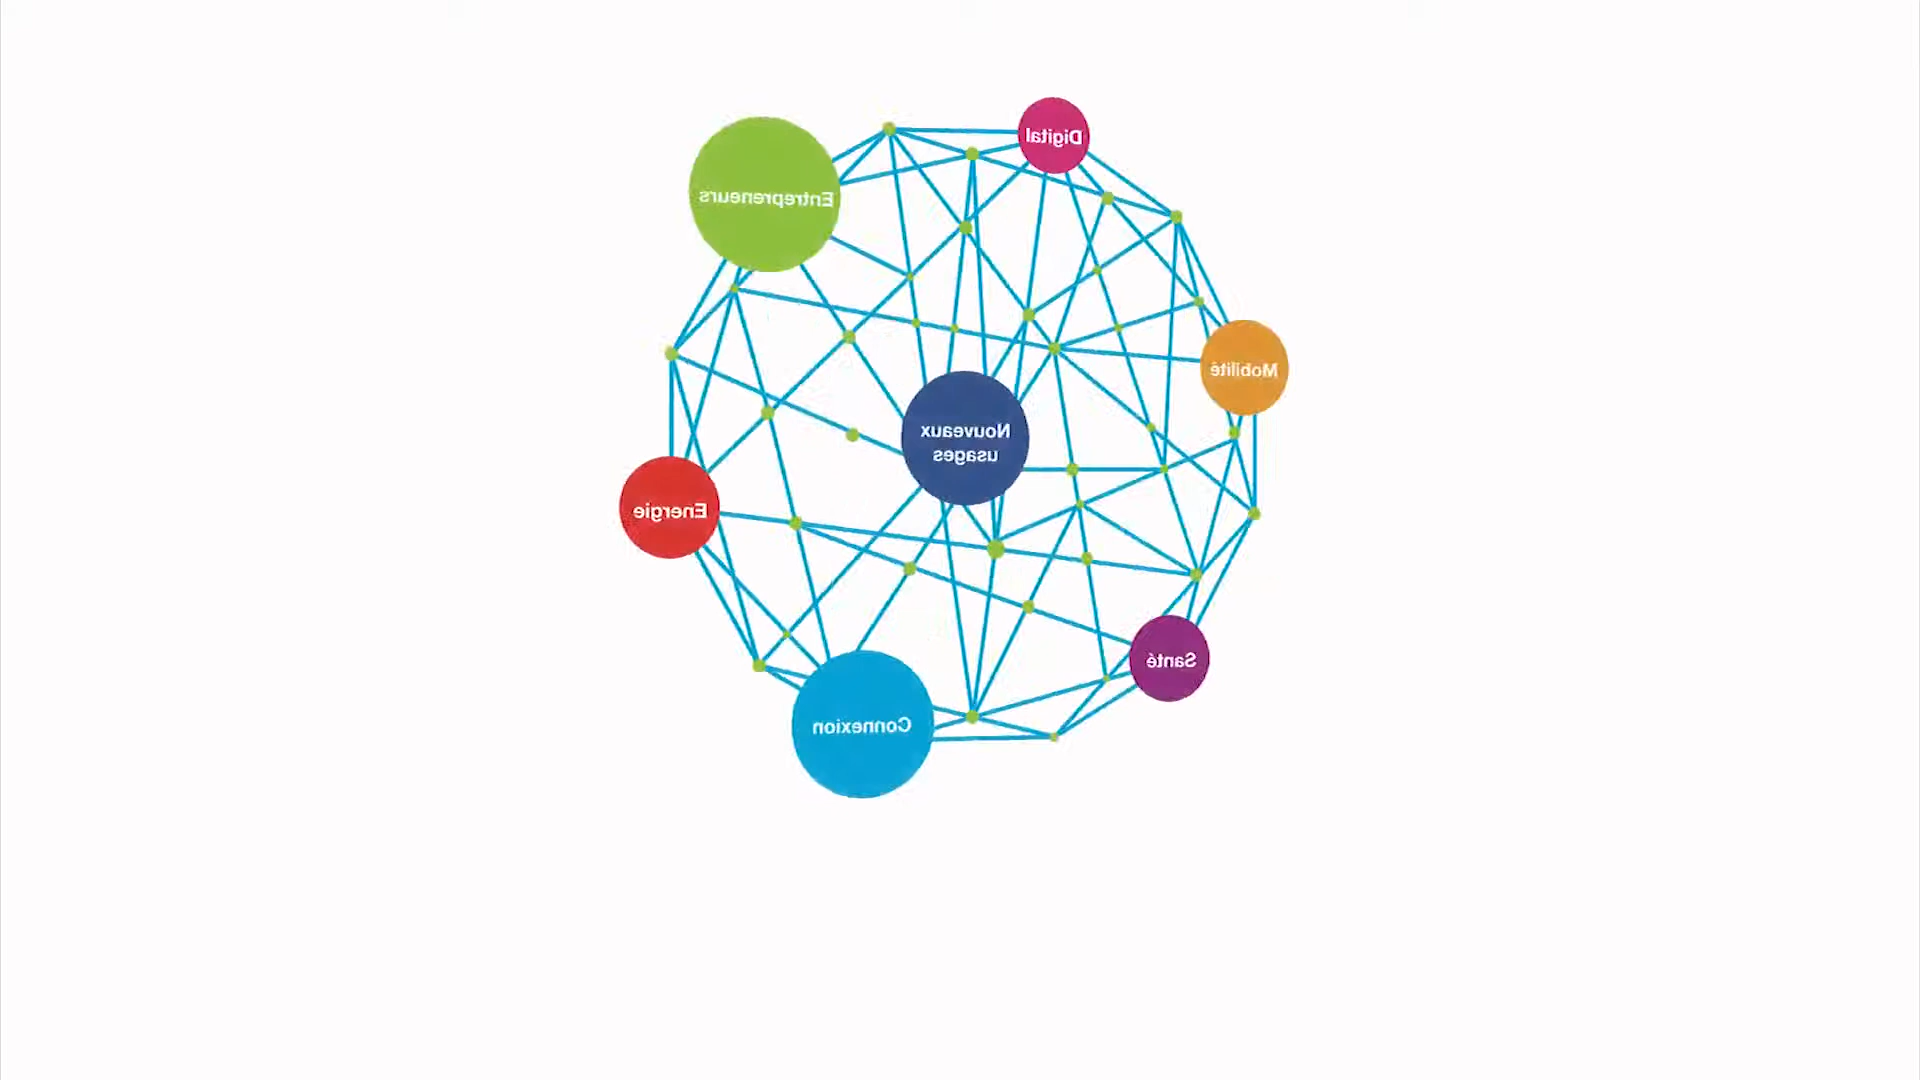 Digital
Entrepreneurs
Mobilité
Nouveaux
usages
Energie
Santé
Connexion